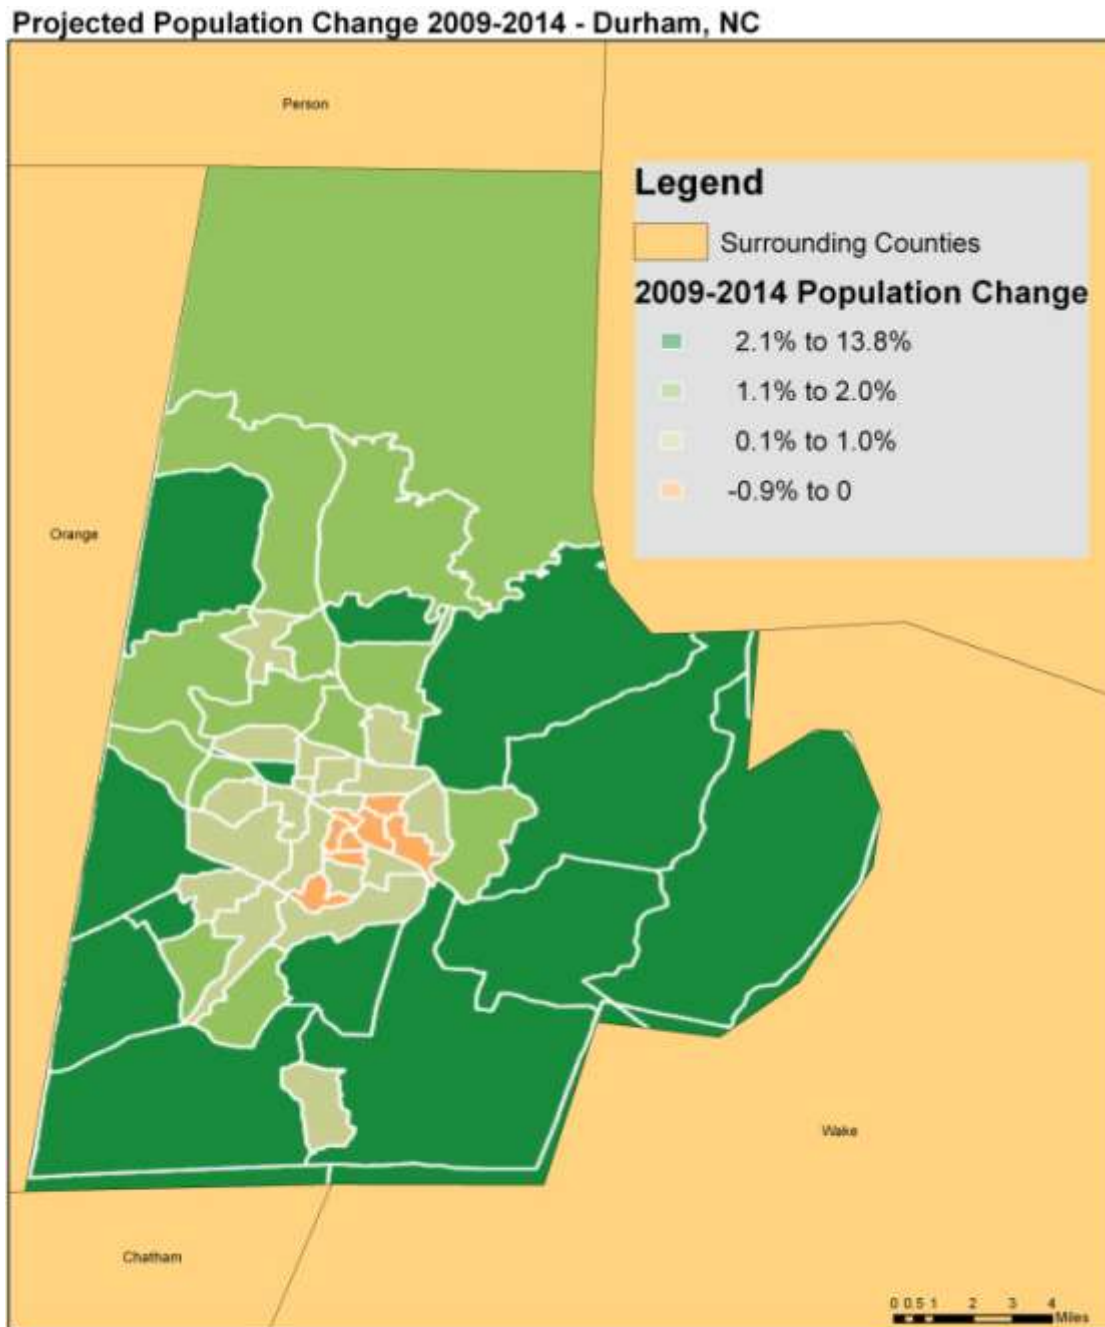 Projected Population Change 2009-2014 - Durham, NC
Person
Legend
Surrounding Counties
2009-2014 Population Change
2.1% to 13.8%
1.1% to 2.0%
0.1% to 1.0%
-0.9% to 0
Orange
Wake
Chatham
0 0.5 1 2 3 4
Miles